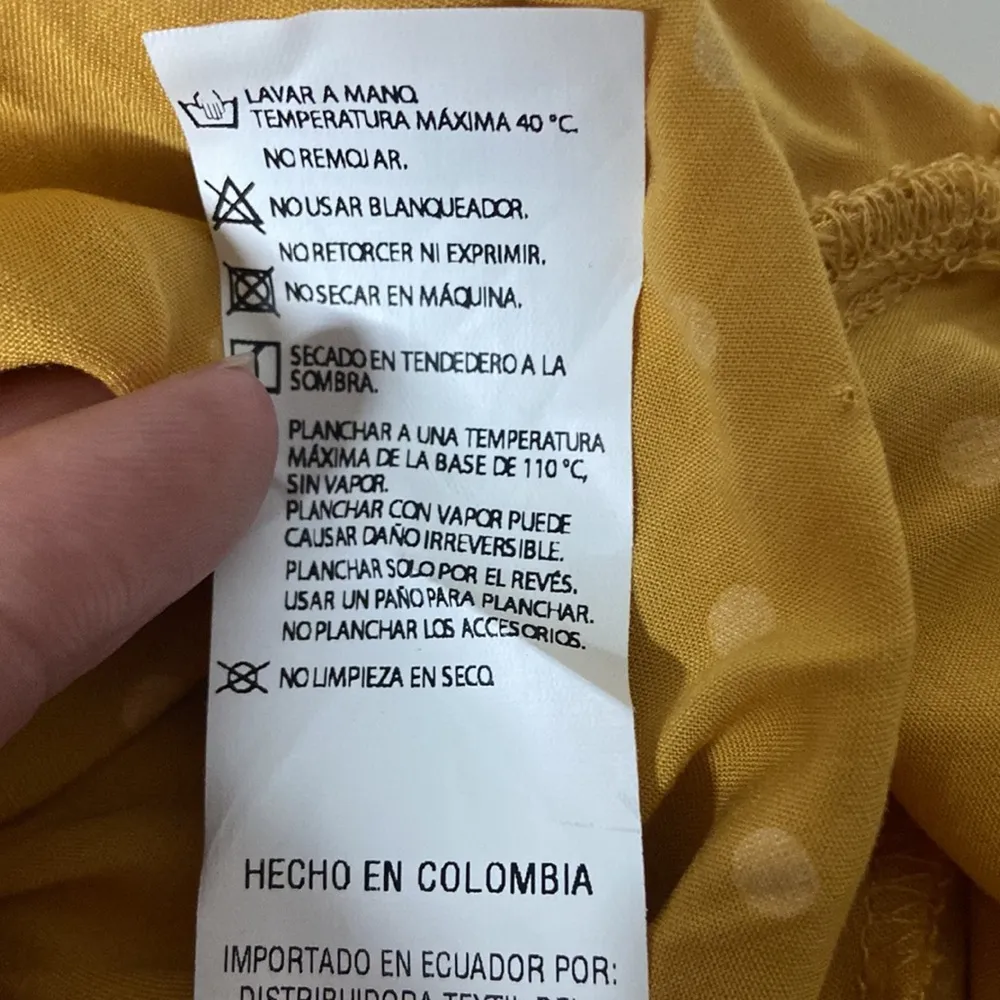 LAVAR A MANO.
TEMPERATURA MÁXIMA 40 °C.
NO REMOJAR.
NO USAR BLANQUEADOR.
NO RETORCER NI EXPRIMIR.
NO SECAR EN MÁQUINA.
SECADO EN TENDEDERO A LA
SOMBRA.
PLANCHAR A UNA TEMPERATURA
MÁXIMA DE LA BASE DE 110 °C,
SIN VAPOR.
PLANCHAR CON VAPOR PUEDE
CAUSAR DAÑO IRREVERSIBLE.
PLANCHAR SOLO POR EL REVÉS.
USAR UN PAÑO PARA PLANCHAR.
NO PLANCHAR LOS ACCESORIOS.
NO LIMPIEZA EN SECO.
HECHO EN COLOMBIA
IMPORTADO EN ECUADOR POR:
DISTRIBUIDORA TEXTIL